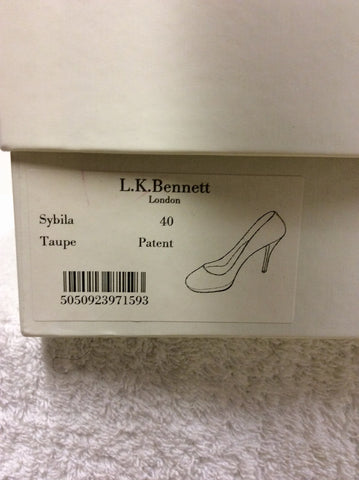 L.K.Bennett
London
Sybila 40
Taupe Patent
5050923971593